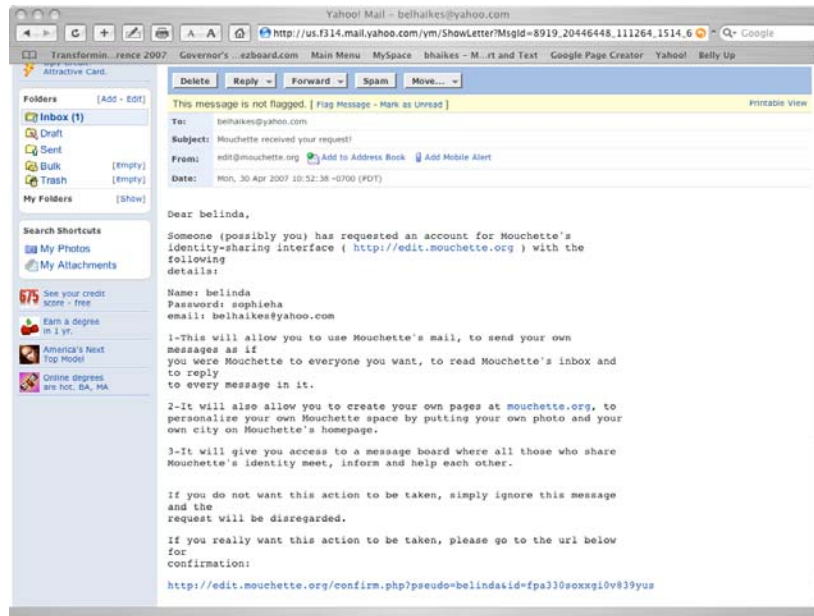 Yahoo! Mail – belhaikes@yahoo.com
http://us.f314.mail.yahoo.com/ym/ShowLetter?MsgId=8919_20446448_111264_1514_6
Google
Transformin...rence 2007 Governor's ...ezboard.com Main Menu MySpace bhaikes – M...rt and Text Google Page Creator Yahoo! Belly Up
Attractive Card.
Delete Reply Forward Spam Move...
Folders [Add - Edit]
This message is not flagged. [ Flag Message - Mark as Unread ] Printable View
Inbox (1)
To: belhaikes@yahoo.com
Draft
Subject: Mouchette received your request!
Sent
From: edit@mouchette.org Add to Address Book Add Mobile Alert
Bulk [Empty]
Trash [Empty]
Date: Mon, 30 Apr 2007 10:52:38 -0700 (PDT)
My Folders [Show]
Search Shortcuts
My Photos
My Attachments
675 See your credit
score - free
Earn a degree
in 1 yr.
America's Next
Top Model
Online degrees
are hot. BA, MA
Dear belinda,
Someone (possibly you) has requested an account for Mouchette's
identity-sharing interface ( http://edit.mouchette.org ) with the
following
details:
Name: belinda
Password: sophieha
email: belhaikes@yahoo.com
1-This will allow you to use Mouchette's mail, to send your own
messages as if
you were Mouchette to everyone you want, to read Mouchette's inbox and
to reply
to every message in it.
2-It will also allow you to create your own pages at mouchette.org, to
personalize your own Mouchette space by putting your own photo and your
own city on Mouchette's homepage.
3-It will give you access to a message board where all those who share
Mouchette's identity meet, inform and help each other.
If you do not want this action to be taken, simply ignore this message
and the
request will be disregarded.
If you really want this action to be taken, please go to the url below
for
confirmation:
http://edit.mouchette.org/confirm.php?pseudo=belinda&id=fpa330soxxgi0v839yus